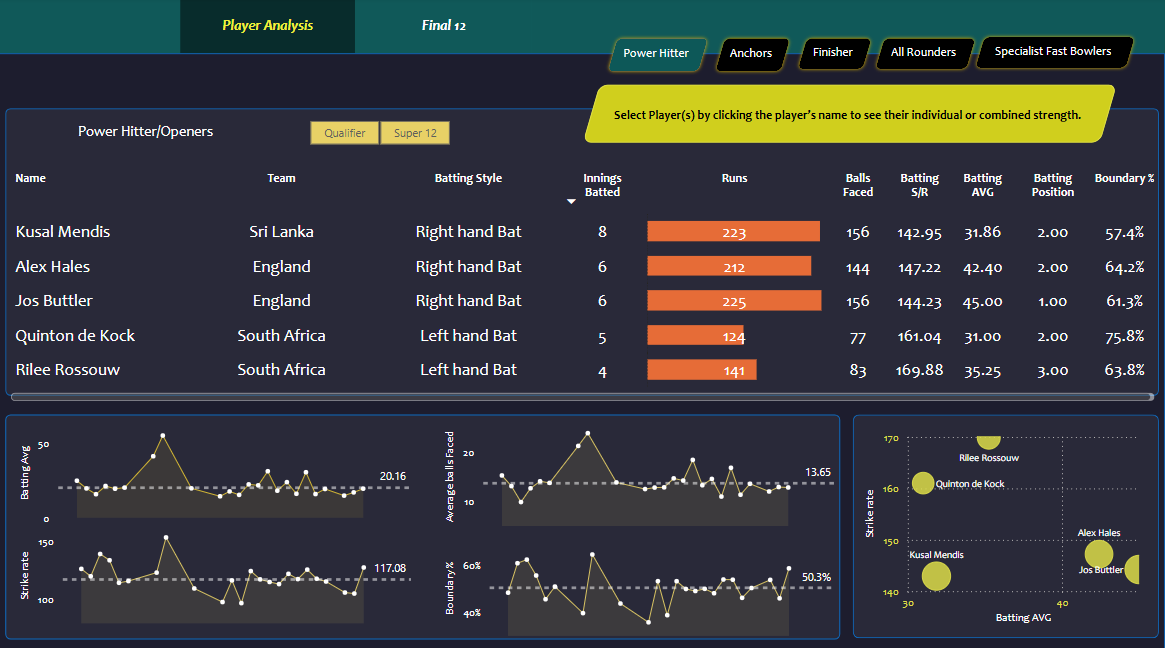 Player Analysis
Final 12
Power Hitter
Anchors
Finisher
All Rounders
Specialist Fast Bowlers
Select Player(s) by clicking the player's name to see their individual or combined strength.
Power Hitter/Openers
Qualifier
Super 12
Name Team Batting Style Innings Batted Runs Balls Faced Batting S/R Batting AVG Batting Position Boundary %
Kusal Mendis Sri Lanka Right hand Bat 8 223 156 142.95 31.86 2.00 57.4%
Alex Hales England Right hand Bat 6 212 144 147.22 42.40 2.00 64.2%
Jos Buttler England Right hand Bat 6 225 156 144.23 45.00 1.00 61.3%
Quinton de Kock South Africa Left hand Bat 5 124 77 161.04 31.00 2.00 75.8%
Rilee Rossouw South Africa Left hand Bat 4 141 83 169.88 35.25 3.00 63.8%
Batting Avg
50
0
20.16
Average balls Faced
20
10
13.65
Strike rate
150
100
117.08
Boundary %
60%
40%
50.3%
Strike rate
170
160
150
140
Rilee Rossouw
Quinton de Kock
Alex Hales
Kusal Mendis
Jos Buttler
30
40
Batting AVG